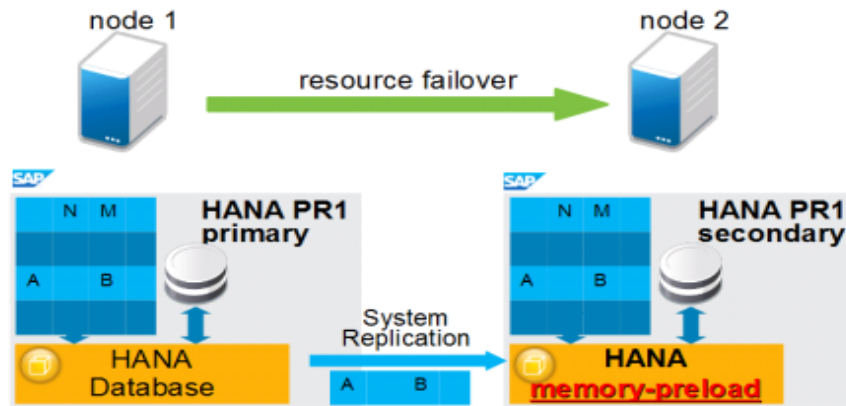 node 1
node 2
resource failover
SAP
N M
A B
HANA PR1
primary
HANA
Database
System
Replication
A B
SAP
N M
A B
HANA PR1
secondary
HANA
memory-preload